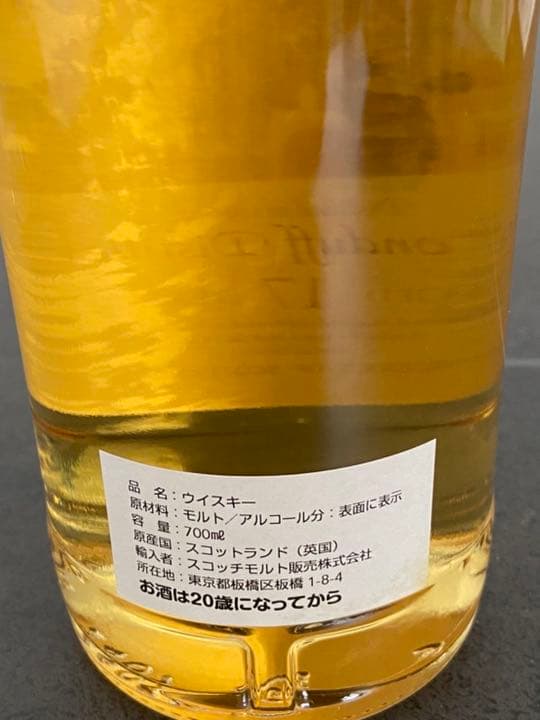 品 名：ウイスキー
原材料：モルト／アルコール分：表面に表示
容 量：700㎖
原産国：スコットランド（英国）
輸入者：スコッチモルト販売株式会社
所在地：東京都板橋区板橋 1-8-4
お酒は20歳になってから